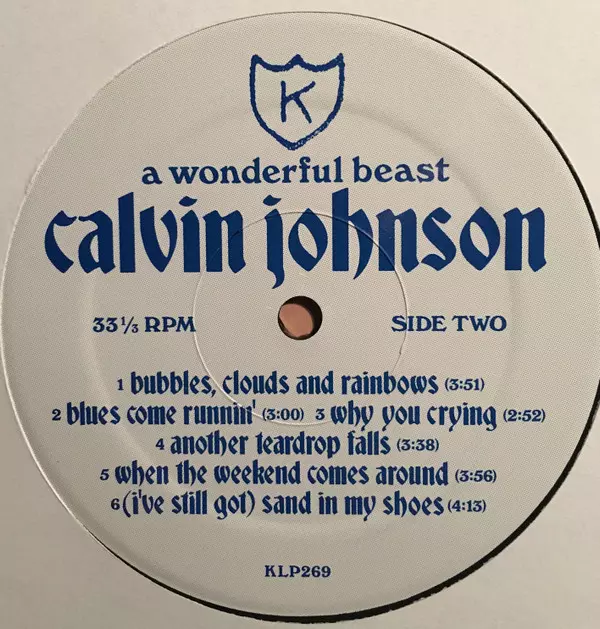 K
a wonderful beast
calvin johnson
33 ⅓ RPM SIDE TWO
1 bubbles, clouds and rainbows (3:51)
2 blues come runnin' (3:00) 3 why you crying (2:52)
4 another teardrop falls (3:38)
5 when the weekend comes around (3:56)
6 (i've still got) sand in my shoes (4:13)
KLP269